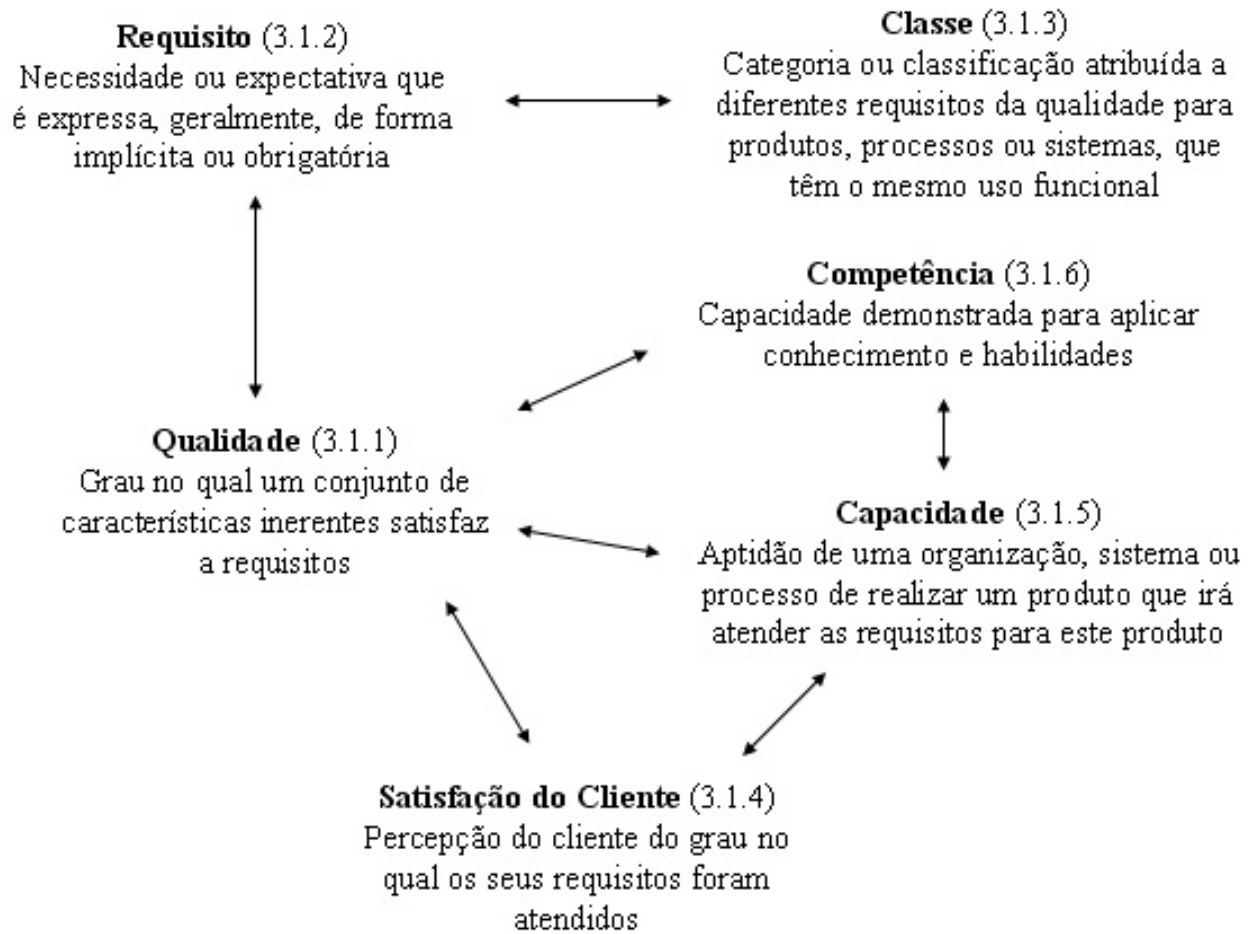 Requisito (3.1.2)
Necessidade ou expectativa que
é expressa, geralmente, de forma
implícita ou obrigatória
Classe (3.1.3)
Categoria ou classificação atribuída a
diferentes requisitos da qualidade para
produtos, processos ou sistemas, que
têm o mesmo uso funcional
Competência (3.1.6)
Capacidade demonstrada para aplicar
conhecimento e habilidades
Qualidade (3.1.1)
Grau no qual um conjunto de
características inerentes satisfaz
a requisitos
Capacidade (3.1.5)
Aptidão de uma organização, sistema ou
processo de realizar um produto que irá
atender as requisitos para este produto
Satisfação do Cliente (3.1.4)
Percepção do cliente do grau no
qual os seus requisitos foram
atendidos